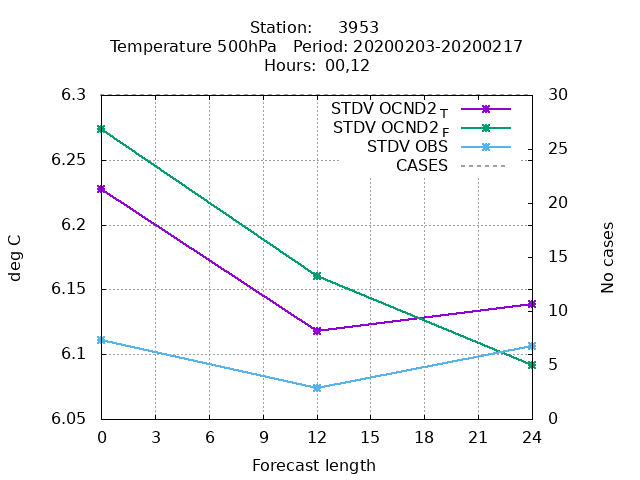 Station: 3953
Temperature 500hPa Period: 20200203-20200217
Hours: 00,12
6.3
6.25
6.2
6.15
6.1
6.05
deg C
STDV OCND2 T
STDV OCND2 F
STDV OBS
CASES
30
25
20
15
10
5
0
No cases
0 3 6 9 12 15 18 21 24
Forecast length